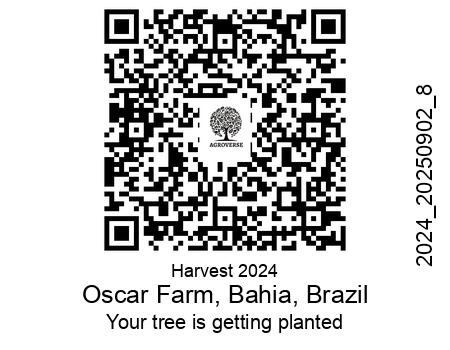 AGROVERSE
Harvest 2024
Oscar Farm, Bahia, Brazil
Your tree is getting planted
2024_20250902_8